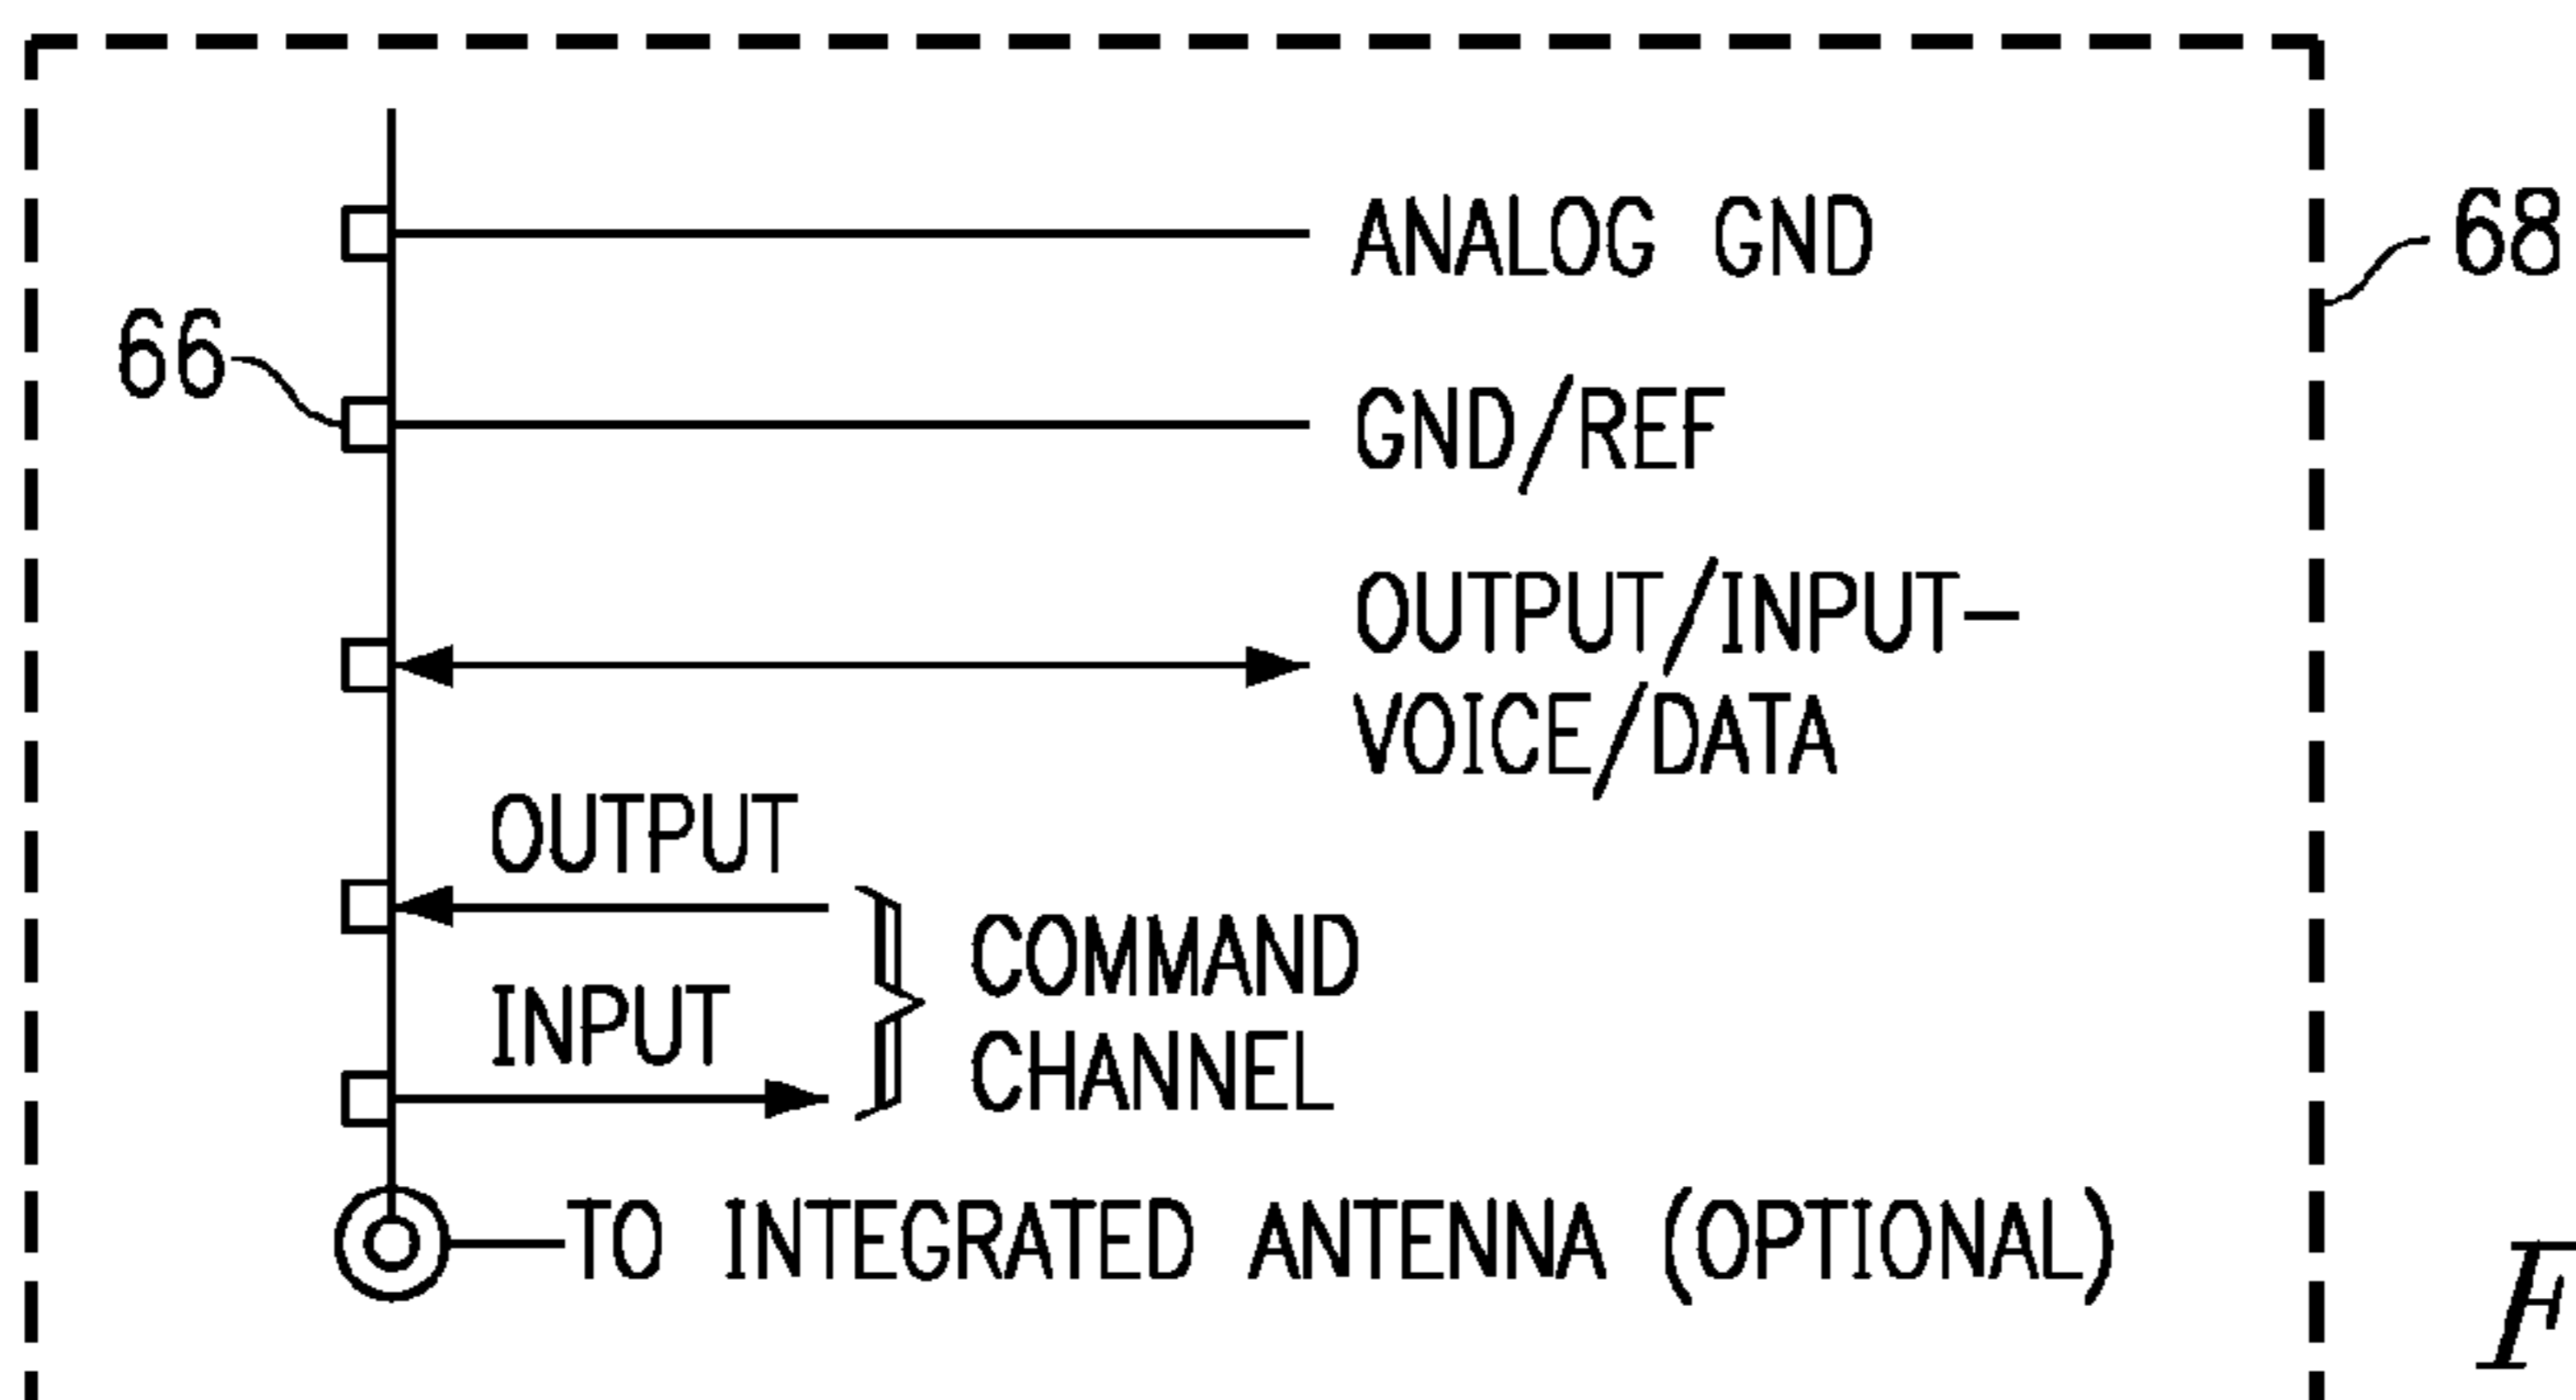 ANALOG GND
68
66
GND/REF
OUTPUT/INPUT-
VOICE/DATA
OUTPUT
INPUT
COMMAND
CHANNEL
TO INTEGRATED ANTENNA (OPTIONAL)
F